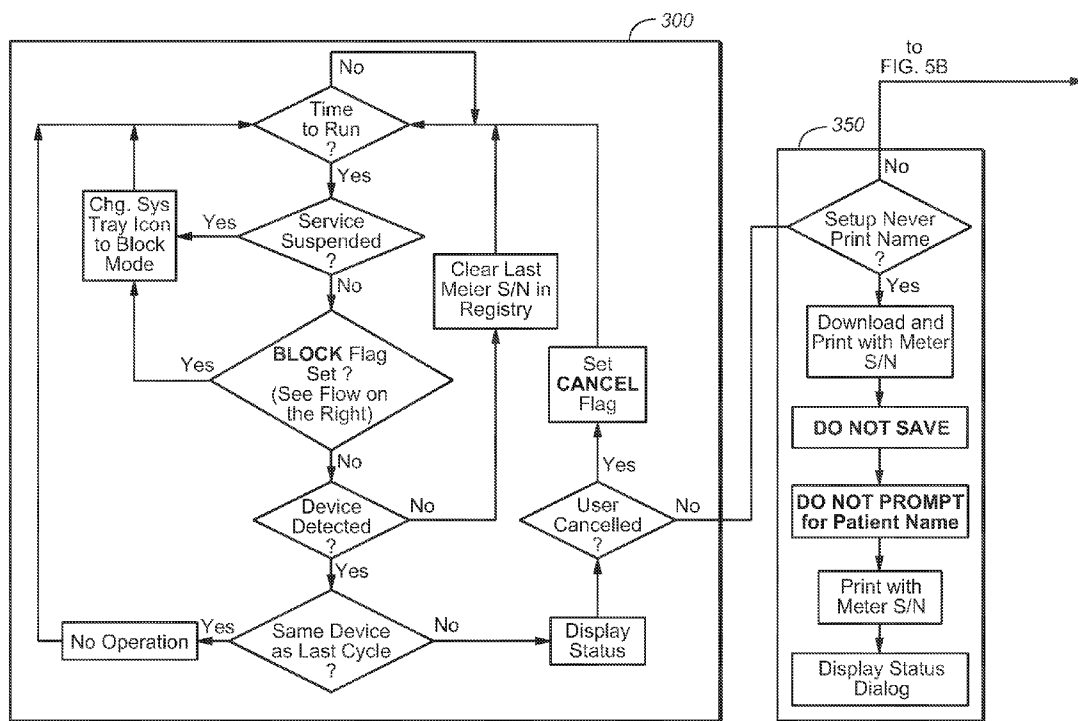 300
No
Time
to Run
?
Yes
Chg. Sys
Tray Icon
to Block
Mode
Yes
Service
Suspended
?
No
Clear Last
Meter S/N in
Registry
Yes
BLOCK Flag
Set ?
(See Flow on
the Right)
No
Set
CANCEL
Flag
Yes
Device
Detected
?
No
User
Cancelled
?
No
Yes
No Operation
Yes
Same Device
as Last Cycle
?
No
Display
Status
to
FIG. 5B
350
No
Setup Never
Print Name
?
Yes
Download and
Print with Meter
S/N
DO NOT SAVE
DO NOT PROMPT
for Patient Name
Print with
Meter S/N
Display Status
Dialog